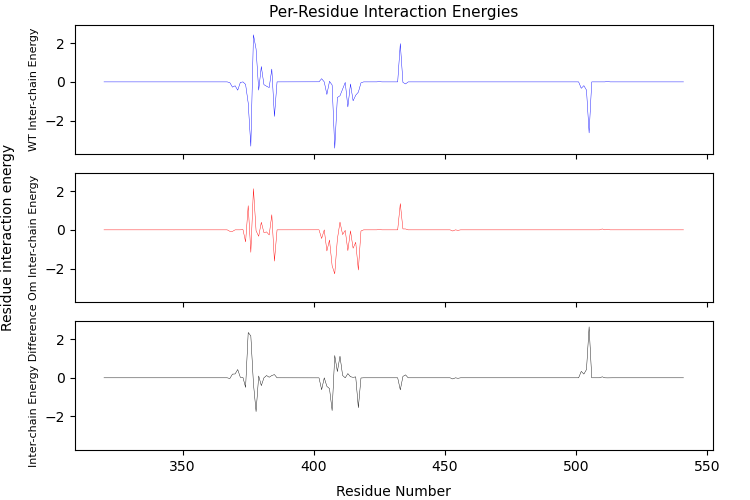 Per-Residue Interaction Energies
Residue interaction energy
WT Inter-chain Energy
2
0
−2
Om Inter-chain Energy
2
0
−2
Inter-chain Energy Difference
2
0
−2
350
400
450
500
550
Residue Number